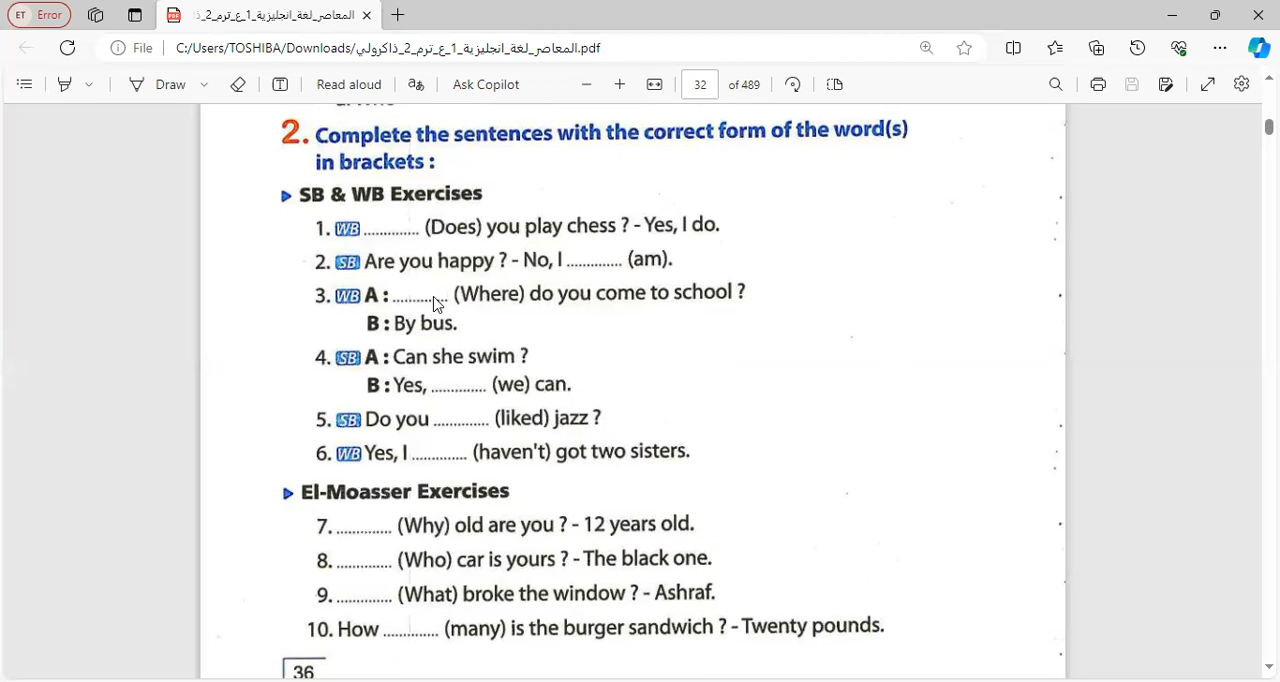 ET Error
المعاصر_لغة_انجليزية_1_ع_ترم_2_ذا
File C:/Users/TOSHIBA/Downloads/المعاصر_لغة_انجليزية_1_ع_ترم_2_ذاكرولي.pdf
Draw Read aloud aあ Ask Copilot 32 of 489
2. Complete the sentences with the correct form of the word(s)
in brackets :
SB & WB Exercises
1. WB .............. (Does) you play chess ? - Yes, I do.
2. SB Are you happy ? - No, I .............. (am).
3. WB A : .............. (Where) do you come to school ?
B : By bus.
4. SB A : Can she swim ?
B : Yes, .............. (we) can.
5. SB Do you .............. (liked) jazz ?
6. WB Yes, I .............. (haven't) got two sisters.
El-Moasser Exercises
7. .............. (Why) old are you ? - 12 years old.
8. .............. (Who) car is yours ? - The black one.
9. .............. (What) broke the window ? - Ashraf.
10. How .............. (many) is the burger sandwich ? - Twenty pounds.
36